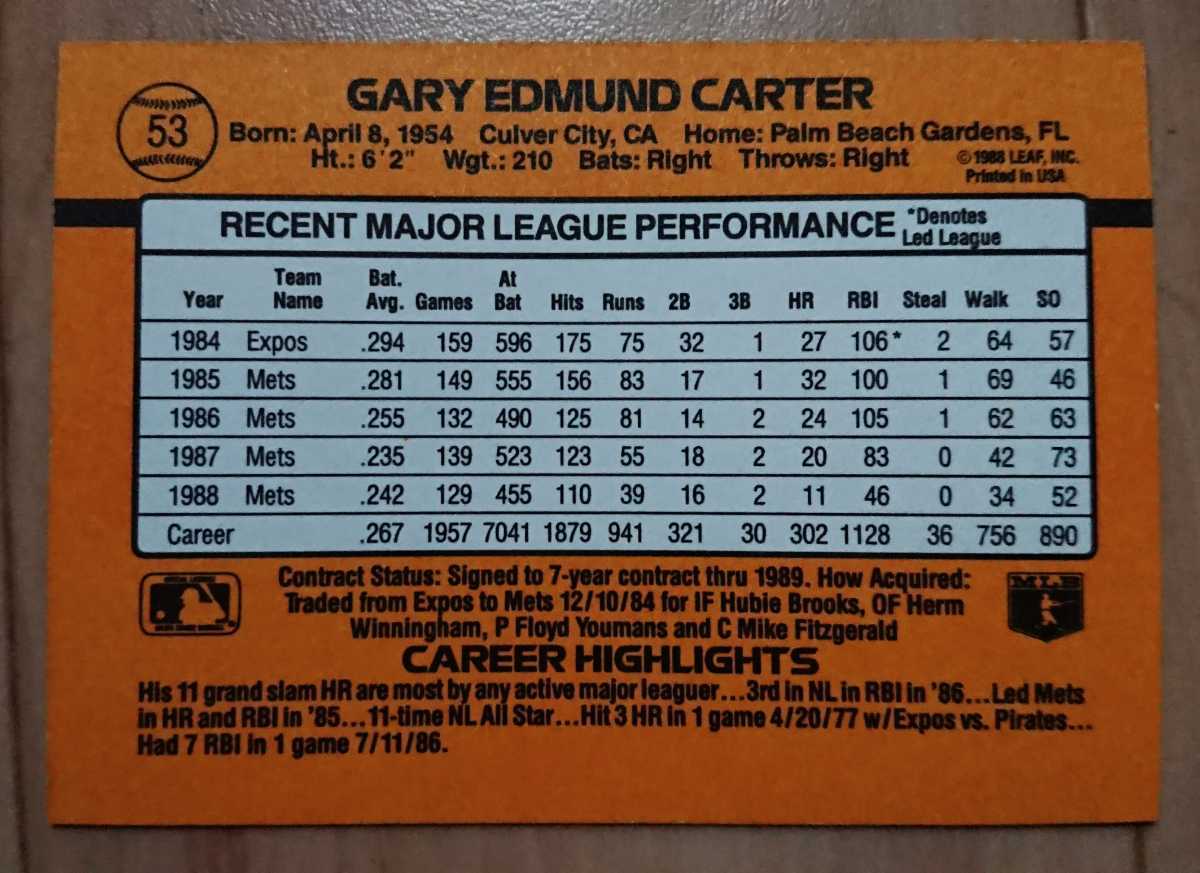 GARY EDMUND CARTER
53
Born: April 8, 1954 Culver City, CA Home: Palm Beach Gardens, FL
Ht.: 6'2" Wgt.: 210 Bats: Right Throws: Right ©1988 LEAF, INC.
Printed in USA
RECENT MAJOR LEAGUE PERFORMANCE *Denotes
Led League
Year Team Name Bat. Avg. Games At Bat Hits Runs 2B 3B HR RBI Steal Walk SO
1984 Expos .294 159 596 175 75 32 1 27 106* 2 64 57
1985 Mets .281 149 555 156 83 17 1 32 100 1 69 46
1986 Mets .255 132 490 125 81 14 2 24 105 1 62 63
1987 Mets .235 139 523 123 55 18 2 20 83 0 42 73
1988 Mets .242 129 455 110 39 16 2 11 46 0 34 52
Career .267 1957 7041 1879 941 321 30 302 1128 36 756 890
Contract Status: Signed to 7-year contract thru 1989. How Acquired:
Traded from Expos to Mets 12/10/84 for IF Hubie Brooks, OF Herm
Winningham, P Floyd Youmans and C Mike Fitzgerald
MLB
CAREER HIGHLIGHTS
His 11 grand slam HR are most by any active major leaguer...3rd in NL in RBI in '86...Led Mets
in HR and RBI in '85...11-time NL All Star...Hit 3 HR in 1 game 4/20/77 w/Expos vs. Pirates...
Had 7 RBI in 1 game 7/11/86.